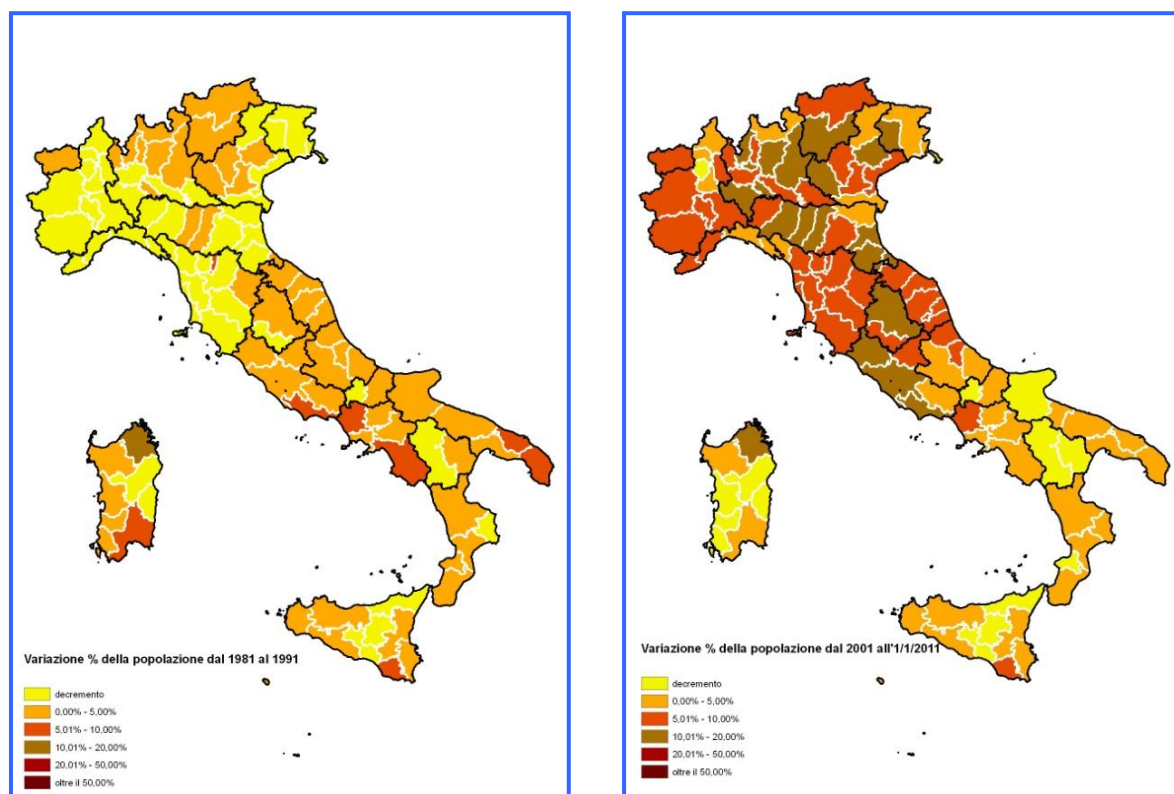 Variazione % della popolazione dal 1981 al 1991
decremento
0,00% - 5,00%
5,01% - 10,00%
10,01% - 20,00%
20,01% - 50,00%
oltre il 50,00%
Variazione % della popolazione dal 2001 all'1/1/2011
decremento
0,00% - 5,00%
5,01% - 10,00%
10,01% - 20,00%
20,01% - 50,00%
oltre il 50,00%